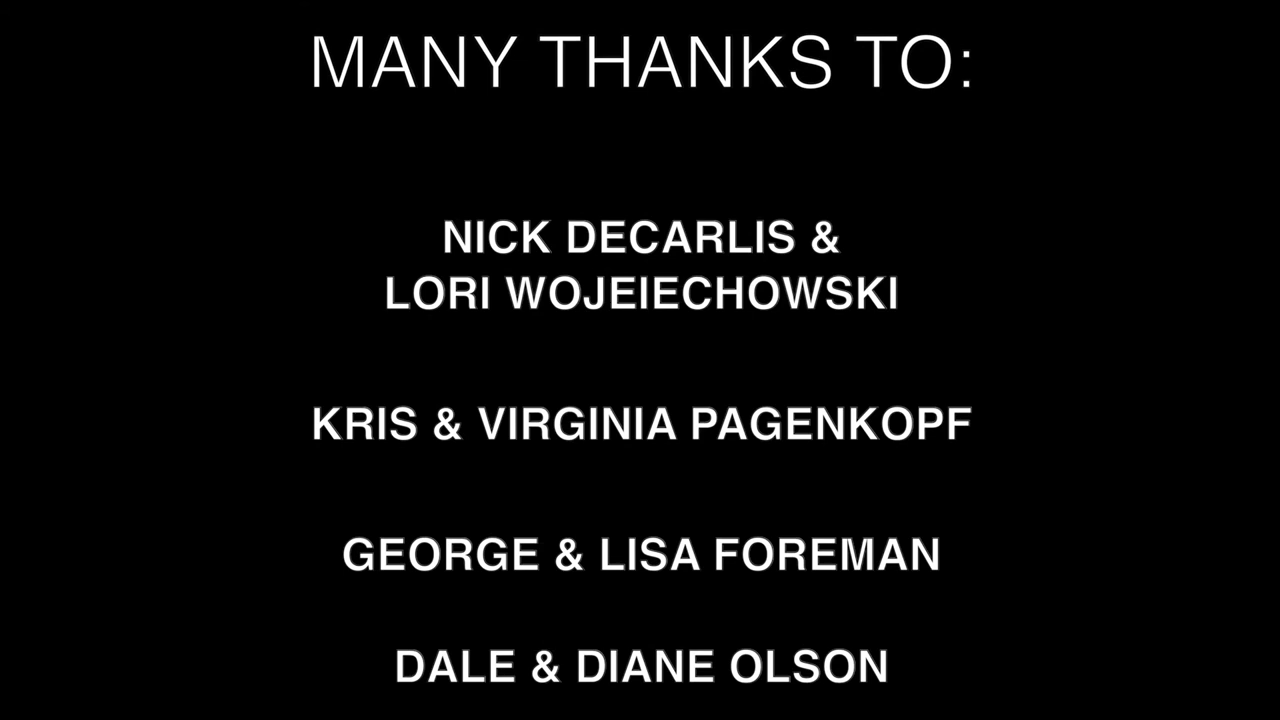 MANY THANKS TO:
NICK DECARLIS &
LORI WOJEIECHOWSKI
KRIS & VIRGINIA PAGENKOPF
GEORGE & LISA FOREMAN
DALE & DIANE OLSON